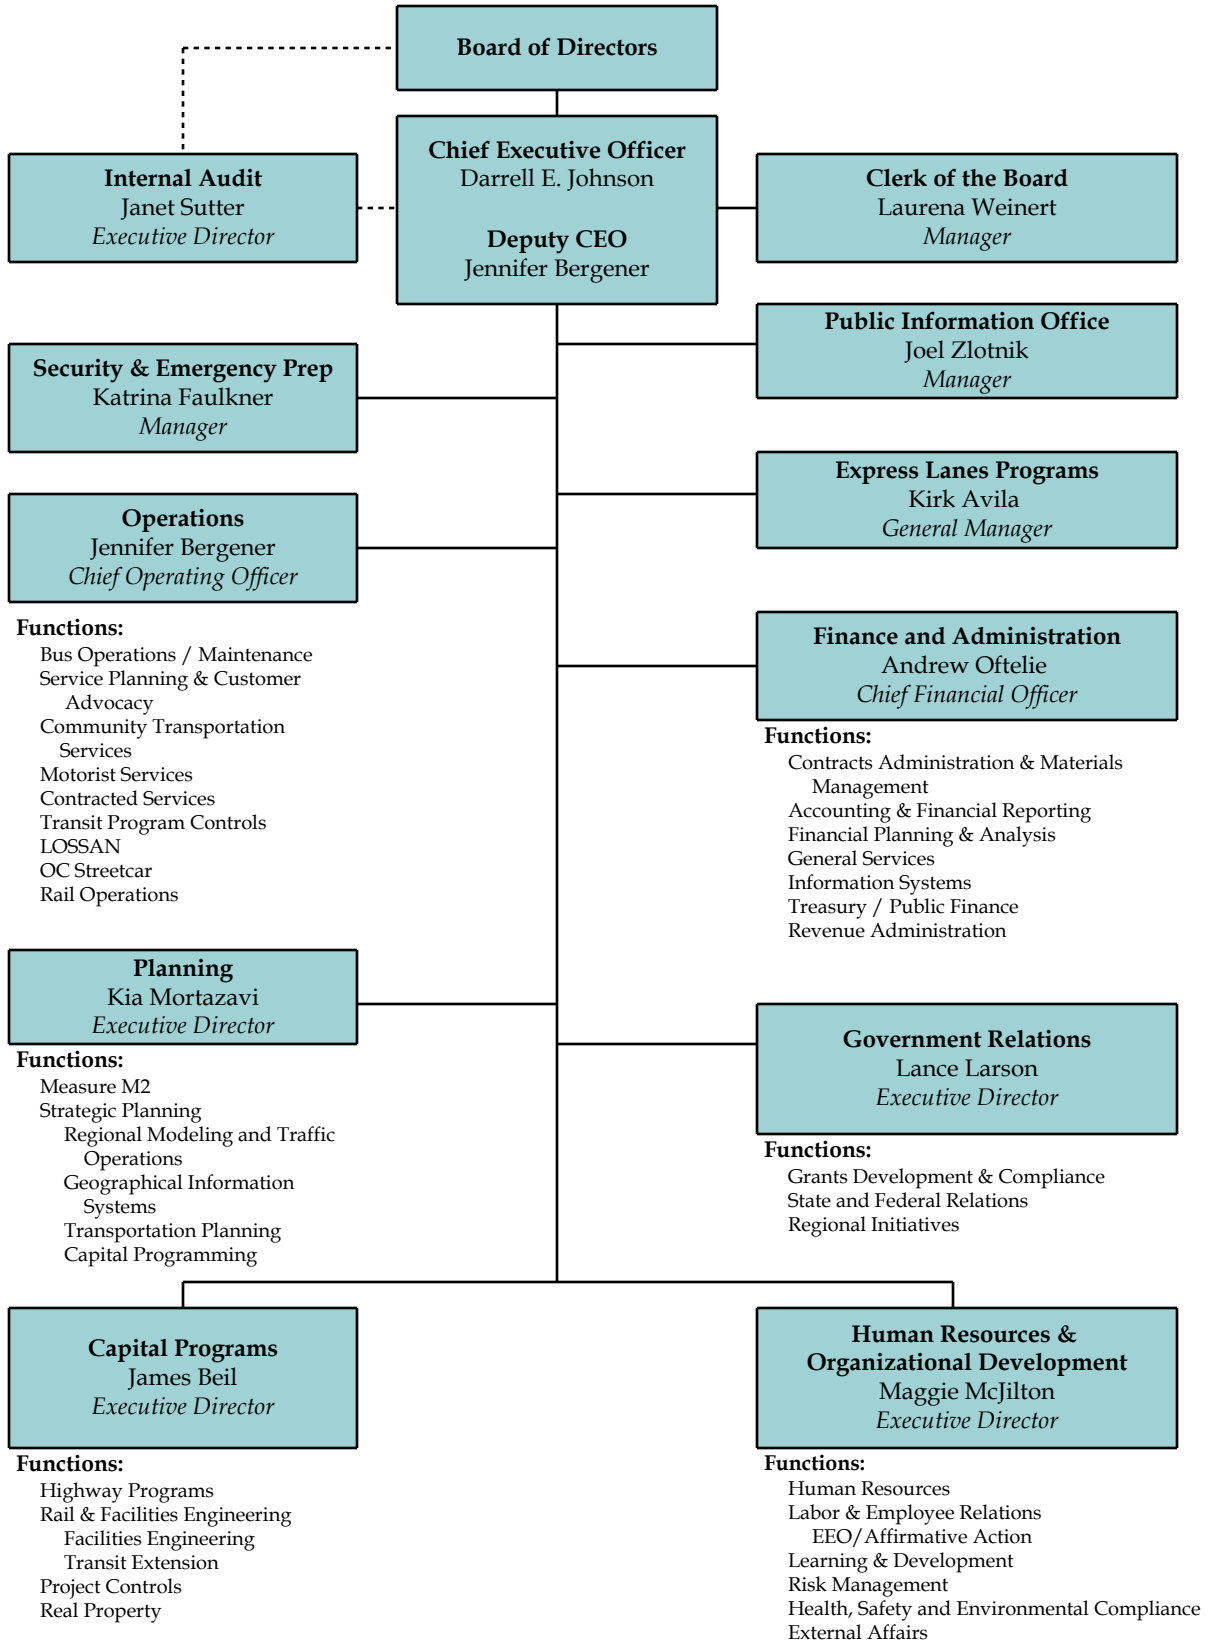 Board of Directors
Chief Executive Officer
Darrell E. Johnson
Deputy CEO
Jennifer Bergener
Internal Audit
Janet Sutter
Executive Director
Clerk of the Board
Laurena Weinert
Manager
Public Information Office
Joel Zlotnik
Manager
Security & Emergency Prep
Katrina Faulkner
Manager
Express Lanes Programs
Kirk Avila
General Manager
Operations
Jennifer Bergener
Chief Operating Officer
Functions:
Bus Operations / Maintenance
Service Planning & Customer
Advocacy
Community Transportation
Services
Motorist Services
Contracted Services
Transit Program Controls
LOSSAN
OC Streetcar
Rail Operations
Finance and Administration
Andrew Oftelie
Chief Financial Officer
Functions:
Contracts Administration & Materials
Management
Accounting & Financial Reporting
Financial Planning & Analysis
General Services
Information Systems
Treasury / Public Finance
Revenue Administration
Planning
Kia Mortazavi
Executive Director
Functions:
Measure M2
Strategic Planning
Regional Modeling and Traffic
Operations
Geographical Information
Systems
Transportation Planning
Capital Programming
Government Relations
Lance Larson
Executive Director
Functions:
Grants Development & Compliance
State and Federal Relations
Regional Initiatives
Capital Programs
James Beil
Executive Director
Functions:
Highway Programs
Rail & Facilities Engineering
Facilities Engineering
Transit Extension
Project Controls
Real Property
Human Resources &
Organizational Development
Maggie McJilton
Executive Director
Functions:
Human Resources
Labor & Employee Relations
EEO/Affirmative Action
Learning & Development
Risk Management
Health, Safety and Environmental Compliance
External Affairs